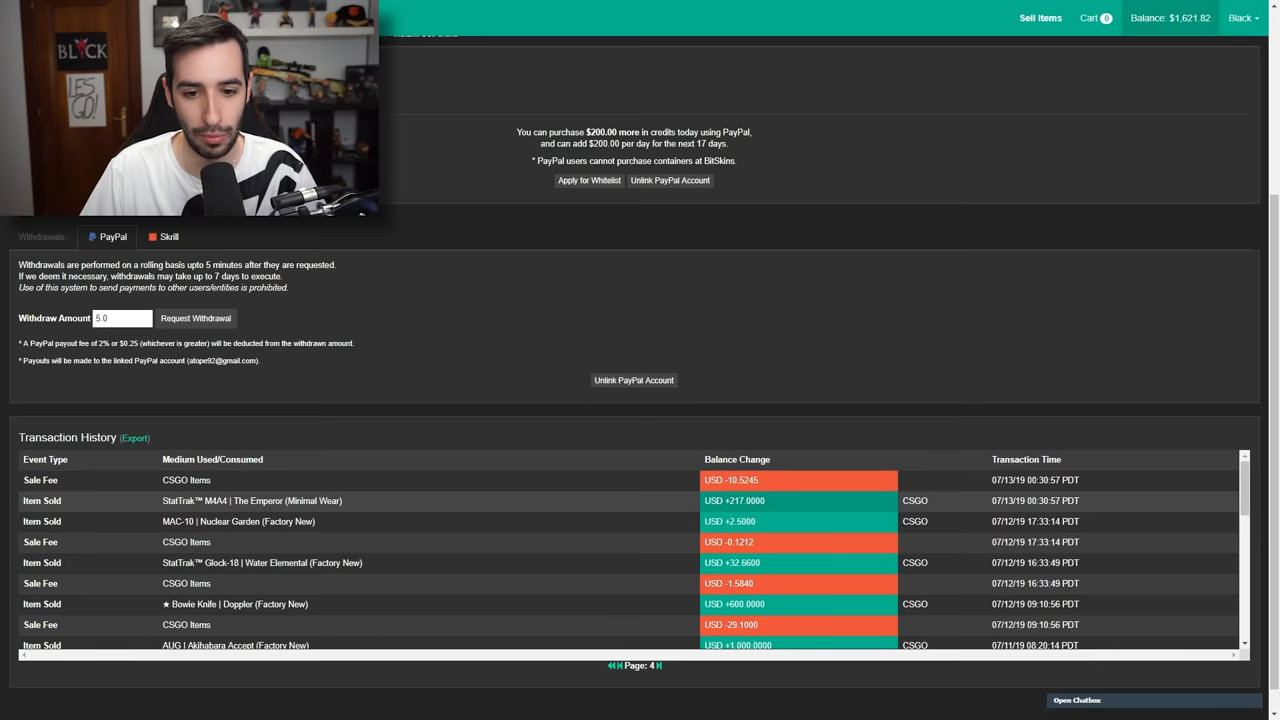 BL CK
LES
GO!
Sell Items
Cart 0
Balance: $1,621.82
Black
You can purchase $200.00 more in credits today using PayPal,
and can add $200.00 per day for the next 17 days.
* PayPal users cannot purchase containers at BitSkins.
Apply for Whitelist
Unlink PayPal Account
Withdrawals:
PayPal
Skrill
Withdrawals are performed on a rolling basis upto 5 minutes after they are requested.
If we deem it necessary, withdrawals may take up to 7 days to execute.
Use of this system to send payments to other users/entities is prohibited.
Withdraw Amount 5.0 Request Withdrawal
* A PayPal payout fee of 2% or $0.25 (whichever is greater) will be deducted from the withdrawn amount.
* Payouts will be made to the linked PayPal account (atope92@gmail.com).
Unlink PayPal Account
Transaction History (Export)
Event Type Medium Used/Consumed Balance Change Transaction Time
Sale Fee CSGO Items USD -10.5245 07/13/19 00:30:57 PDT
Item Sold StatTrak™ M4A4 | The Emperor (Minimal Wear) USD +217.0000 CSGO 07/13/19 00:30:57 PDT
Item Sold MAC-10 | Nuclear Garden (Factory New) USD +2.5000 CSGO 07/12/19 17:33:14 PDT
Sale Fee CSGO Items USD -0.1212 07/12/19 17:33:14 PDT
Item Sold StatTrak™ Glock-18 | Water Elemental (Factory New) USD +32.6600 CSGO 07/12/19 16:33:49 PDT
Sale Fee CSGO Items USD -1.5840 07/12/19 16:33:49 PDT
Item Sold ★ Bowie Knife | Doppler (Factory New) USD +600.0000 CSGO 07/12/19 09:10:56 PDT
Sale Fee CSGO Items USD -29.1000 07/12/19 09:10:56 PDT
Item Sold AUG | Akihabara Accept (Factory New) USD +1,000.0000 CSGO 07/11/19 08:20:14 PDT
Page: 4
Open Chatbox